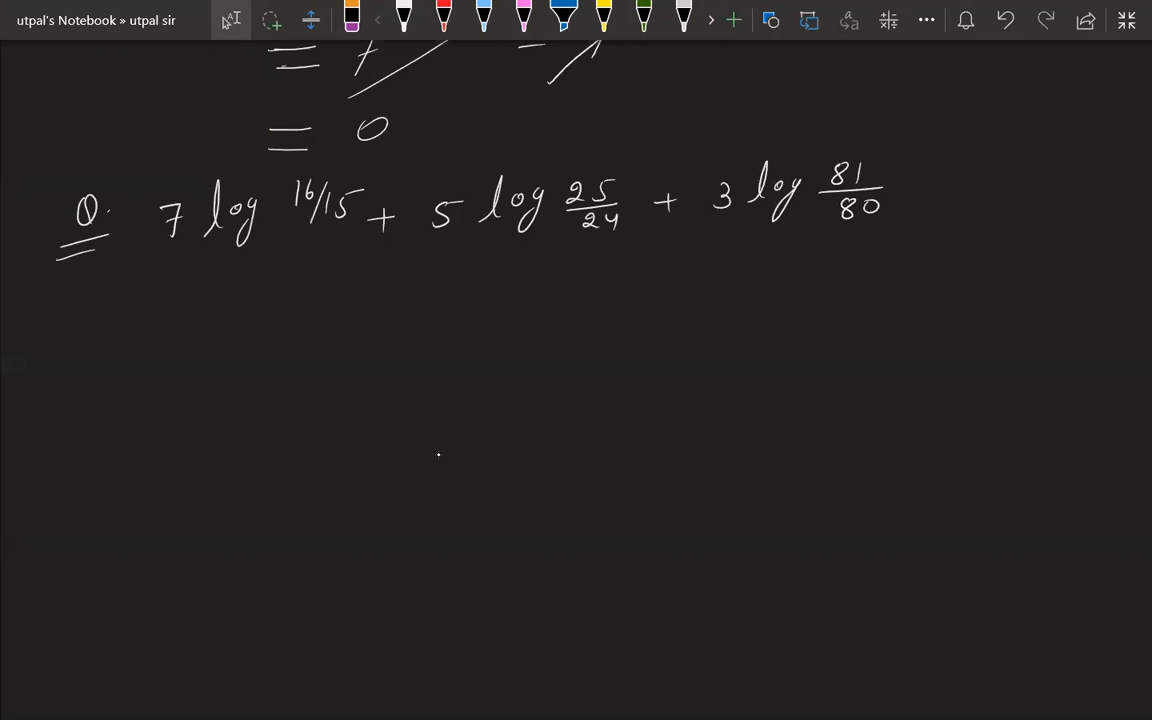 utpal's Notebook » utpal sir
= 0
Q. 7 log 16/15 + 5 log 25/24 + 3 log 81/80